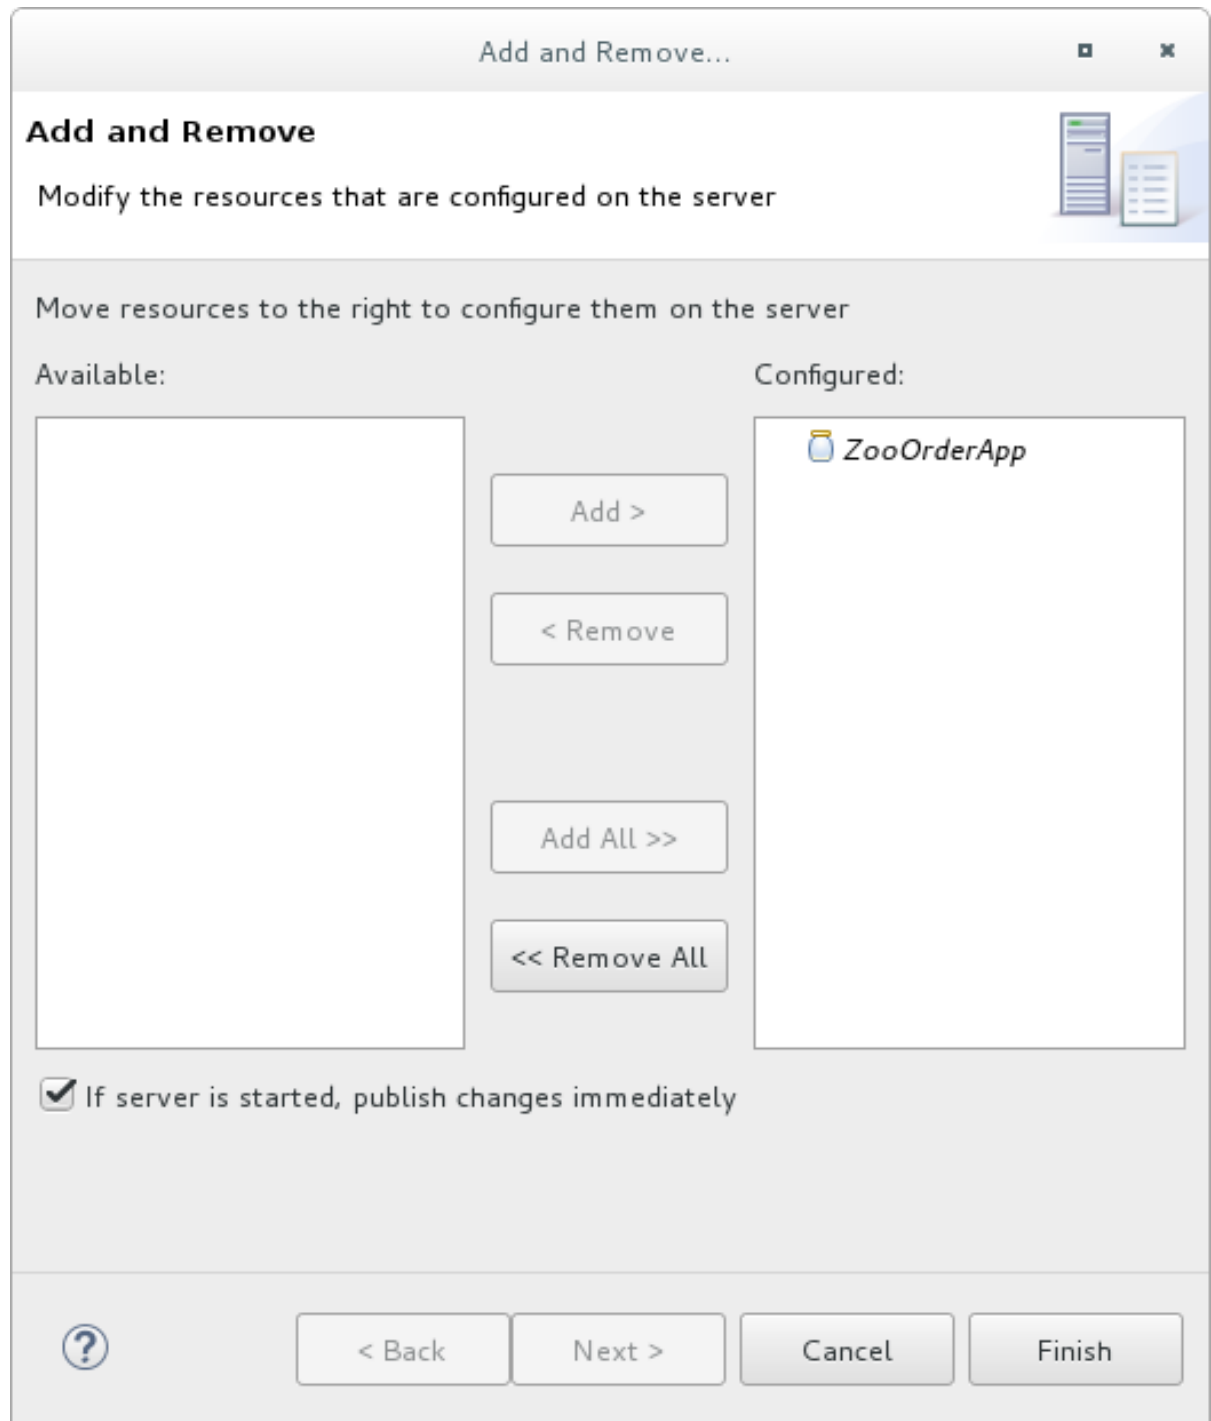 Add and Remove...
Add and Remove
Modify the resources that are configured on the server
Move resources to the right to configure them on the server
Available:
Configured:
ZooOrderApp
Add >
< Remove
Add All >>
<< Remove All
If server is started, publish changes immediately
?
< Back
Next >
Cancel
Finish